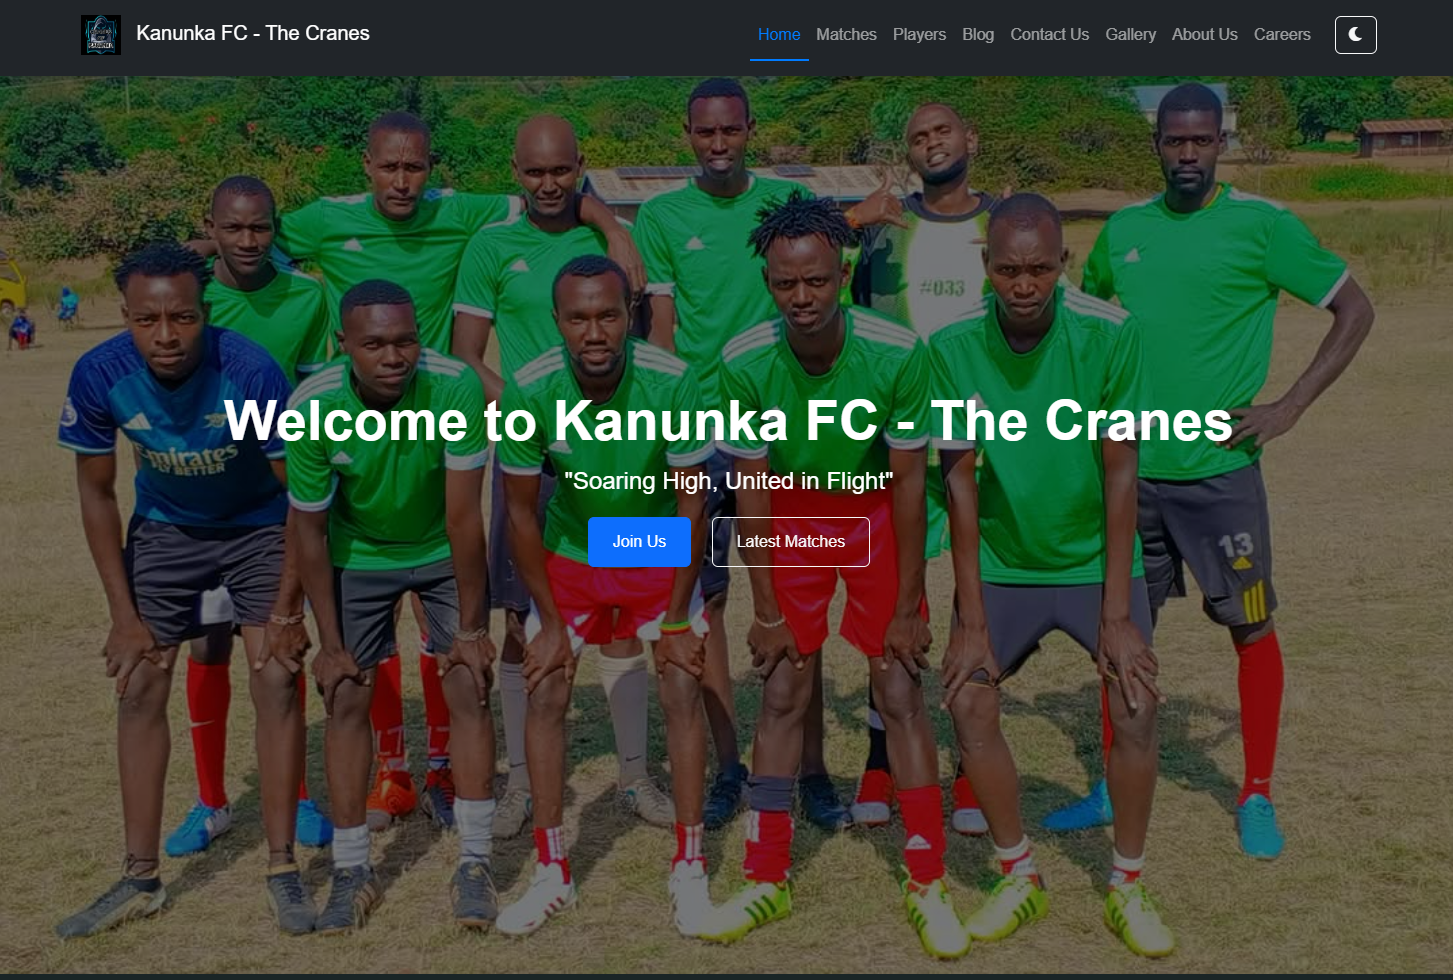 Kanunka FC - The Cranes
Home Matches Players Blog Contact Us Gallery About Us Careers
#033
Welcome to Kanunka FC - The Cranes
Emirates
FLY BETTER
"Soaring High, United in Flight"
Join Us Latest Matches
13